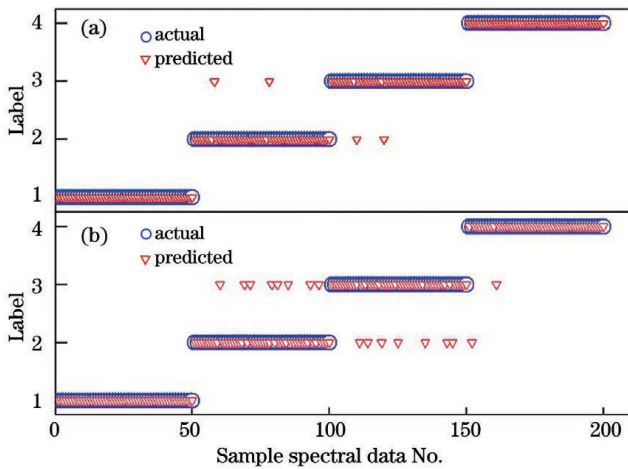 4
(a)
actual
predicted
3
Label
2
1
4
(b)
actual
predicted
3
Label
2
1
0
50
100
150
200
Sample spectral data No.